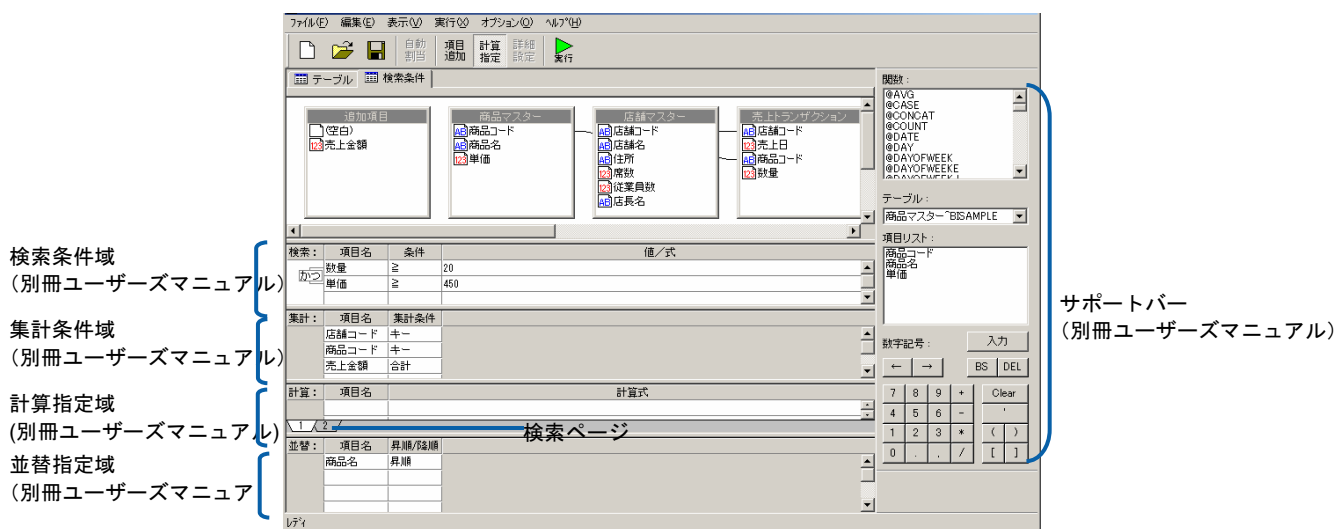 ファイル(F) 編集(E) 表示(V) 実行(X) オプション(O) ヘルプ(H)
自動割当 項目追加 計算指定 詳細設定 実行
テーブル 検索条件
追加項目
(空白)
売上金額
商品マスター
商品コード
商品名
単価
店舗マスター
店舗コード
店舗名
住所
席数
従業員数
店長名
売上トランザクション
店舗コード
売上日
商品コード
数量
検索: 項目名 条件 値/式
かつ
数量 ≧ 20
単価 ≧ 450
集計: 項目名 集計条件
店舗コード キー
商品コード キー
売上金額 合計
計算: 項目名 計算式
1 2
検索ページ
並替: 項目名 昇順/降順
商品名 昇順
レディ
関数:
@AVG
@CASE
@CONCAT
@COUNT
@DATE
@DAY
@DAYOFWEEK
@DAYOFWEEKE
テーブル:
商品マスター~BISAMPLE
項目リスト:
商品コード
商品名
単価
数字記号: 入力
← → BS DEL
7 8 9 + Clear
4 5 6 - '
1 2 3 * ( )
0 . , / [ ]
検索条件域
(別冊ユーザーズマニュアル)
集計条件域
(別冊ユーザーズマニュアル)
計算指定域
(別冊ユーザーズマニュアル)
並替指定域
(別冊ユーザーズマニュア
サポートバー
(別冊ユーザーズマニュアル)